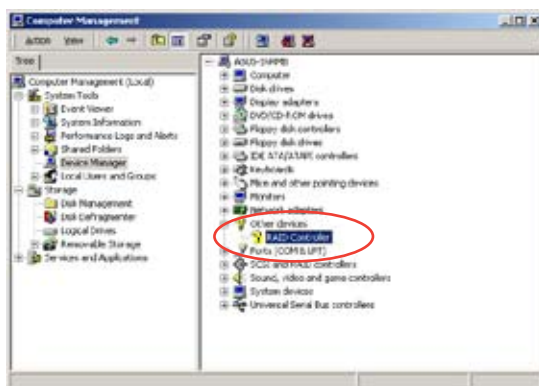 Computer Management
Action View
Tree
Computer Management (Local)
System Tools
Event Viewer
System Information
Performance Logs and Alerts
Shared Folders
Device Manager
Local Users and Groups
Storage
Disk Management
Disk Defragmenter
Logical Drives
Removable Storage
Services and Applications
Computer
Disk drives
Display adapters
DVD/CD-ROM drives
Floppy disk controllers
Floppy disk drives
IDE ATA/ATAPI controllers
Keyboards
Mice and other pointing devices
Monitors
Network adapters
Other devices
RAID Controller
Ports (COM & LPT)
SCSI and RAID controllers
Sound, video and game controllers
System devices
Universal Serial Bus controllers